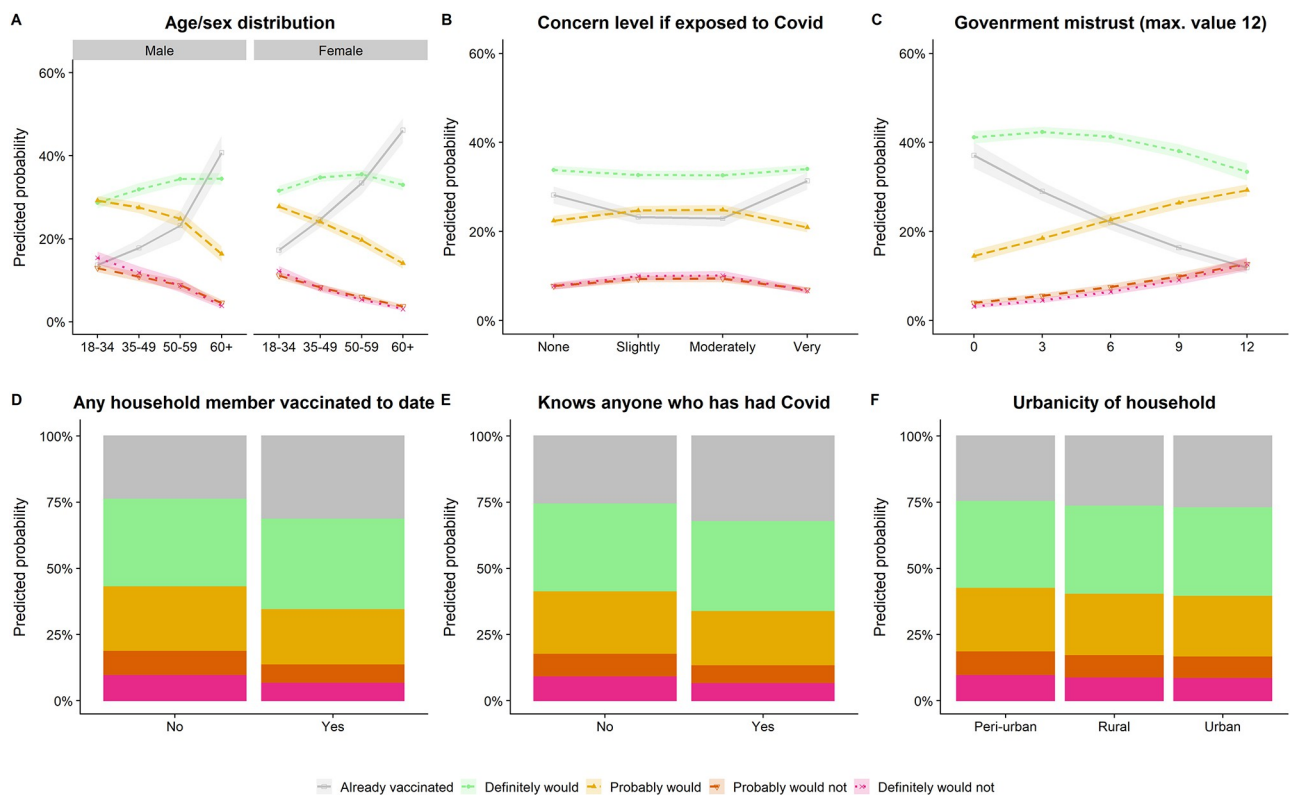 A Age/sex distribution
Male Female
Predicted probability
60%
40%
20%
0%
18-34 35-49 50-59 60+ 18-34 35-49 50-59 60+
B Concern level if exposed to Covid
Predicted probability
60%
40%
20%
0%
None Slightly Moderately Very
C Govenrment mistrust (max. value 12)
Predicted probability
60%
40%
20%
0%
0 3 6 9 12
D Any household member vaccinated to date
Predicted probability
100%
75%
50%
25%
0%
No Yes
E Knows anyone who has had Covid
Predicted probability
100%
75%
50%
25%
0%
No Yes
F Urbanicity of household
Predicted probability
100%
75%
50%
25%
0%
Peri-urban Rural Urban
Already vaccinated Definitely would Probably would Probably would not Definitely would not